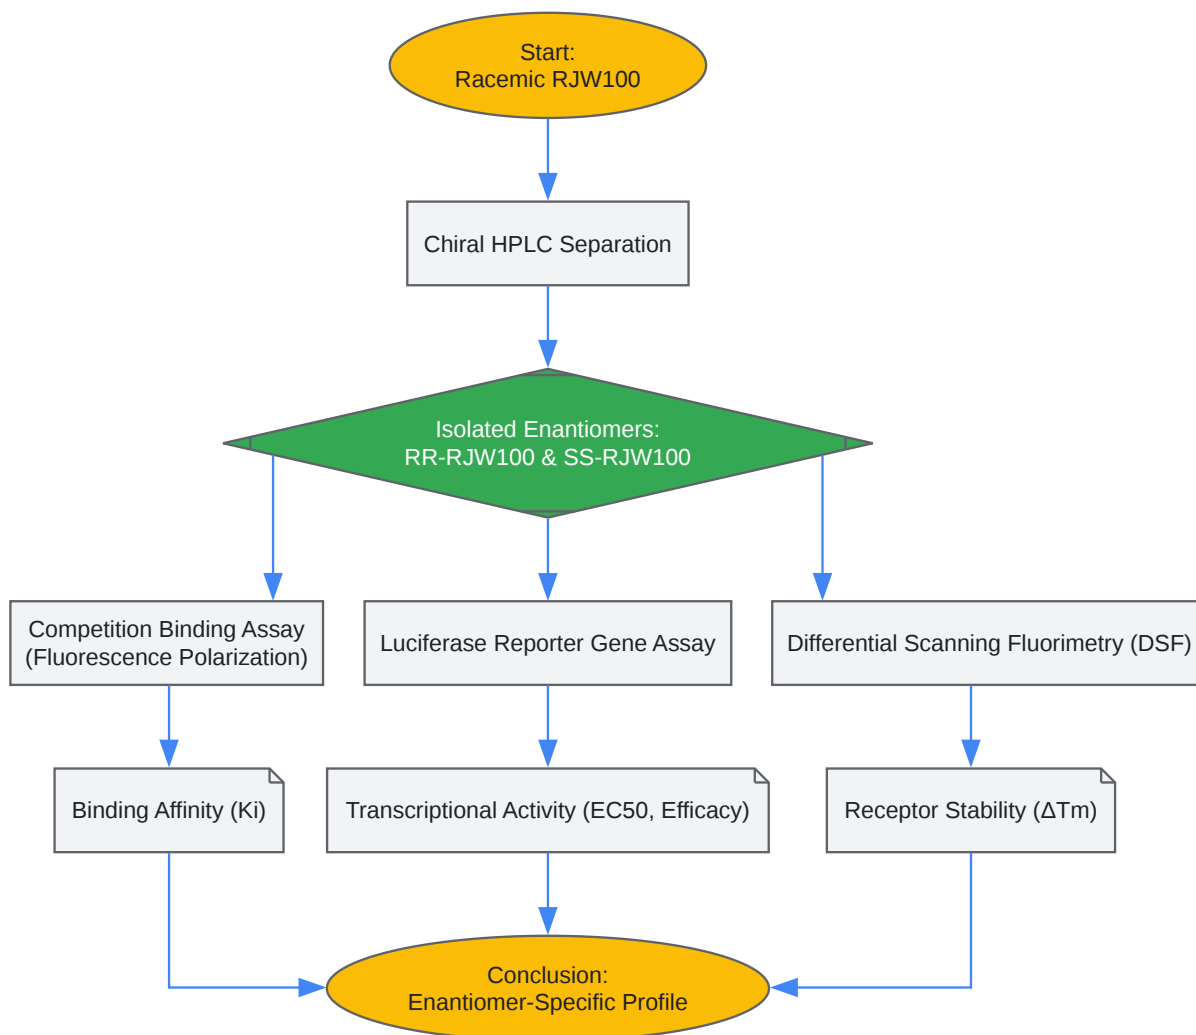 Start:
Racemic RJW100
Chiral HPLC Separation
Isolated Enantiomers:
RR-RJW100 & SS-RJW100
Competition Binding Assay
(Fluorescence Polarization)
Luciferase Reporter Gene Assay
Differential Scanning Fluorimetry (DSF)
Binding Affinity (Ki)
Transcriptional Activity (EC50, Efficacy)
Receptor Stability (ΔTm)
Conclusion:
Enantiomer-Specific Profile